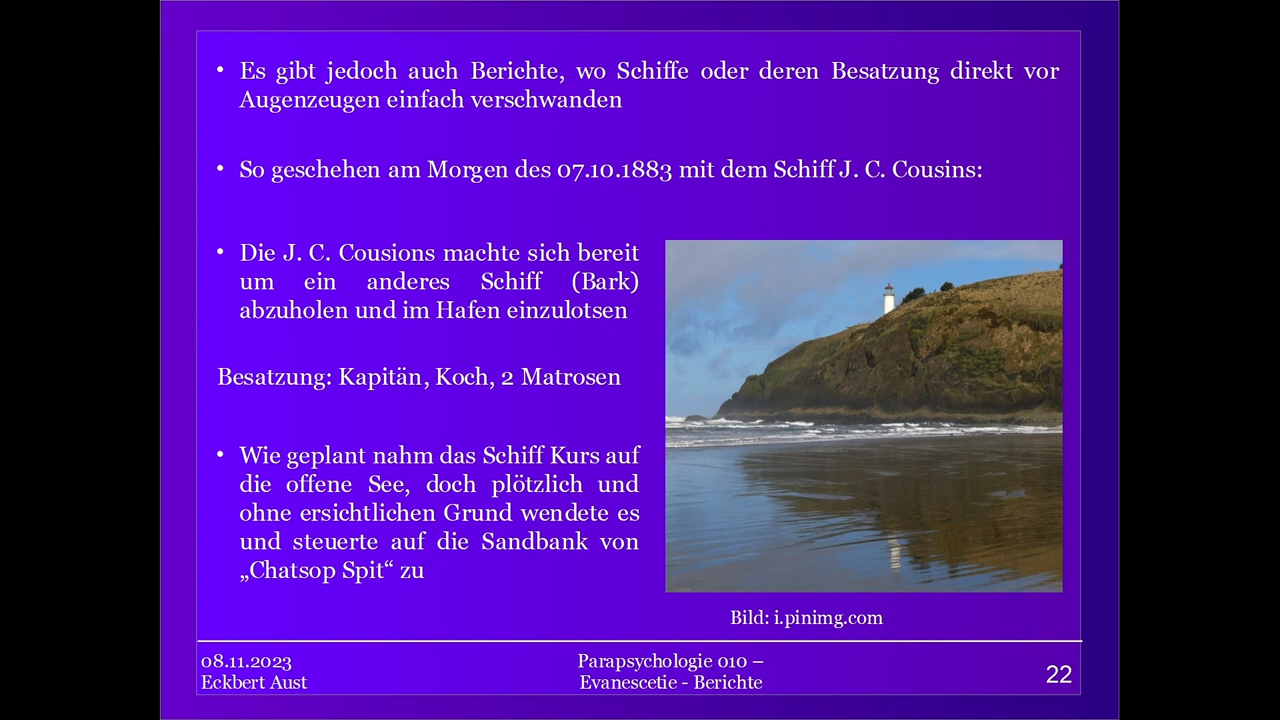 • Es gibt jedoch auch Berichte, wo Schiffe oder deren Besatzung direkt vor
Augenzeugen einfach verschwanden
• So geschehen am Morgen des 07.10.1883 mit dem Schiff J. C. Cousins:
• Die J. C. Cousions machte sich bereit
um ein anderes Schiff (Bark)
abzuholen und im Hafen einzulotsen
Besatzung: Kapitän, Koch, 2 Matrosen
• Wie geplant nahm das Schiff Kurs auf
die offene See, doch plötzlich und
ohne ersichtlichen Grund wendete es
und steuerte auf die Sandbank von
„Chatsop Spit“ zu
Bild: i.pinimg.com
08.11.2023
Eckbert Aust
Parapsychologie 010 –
Evanescetie - Berichte
22